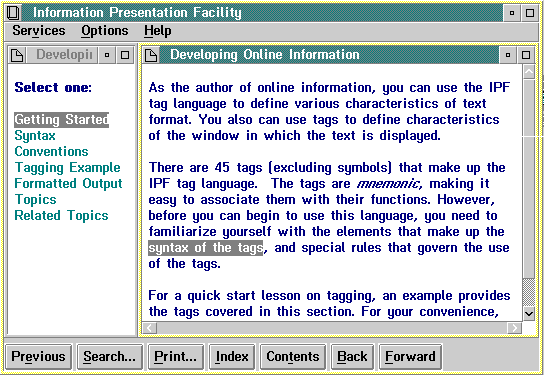 Information Presentation Facility
Services Options Help
Developi
Select one:
Getting Started
Syntax
Conventions
Tagging Example
Formatted Output
Topics
Related Topics
Developing Online Information
As the author of online information, you can use the IPF
tag language to define various characteristics of text
format. You also can use tags to define characteristics
of the window in which the text is displayed.
There are 45 tags (excluding symbols) that make up the
IPF tag language. The tags are mnemonic, making it
easy to associate them with their functions. However,
before you can begin to use this language, you need to
familiarize yourself with the elements that make up the
syntax of the tags, and special rules that govern the use
of the tags.
For a quick start lesson on tagging, an example provides
the tags covered in this section. For your convenience,
Previous Search... Print... Index Contents Back Forward